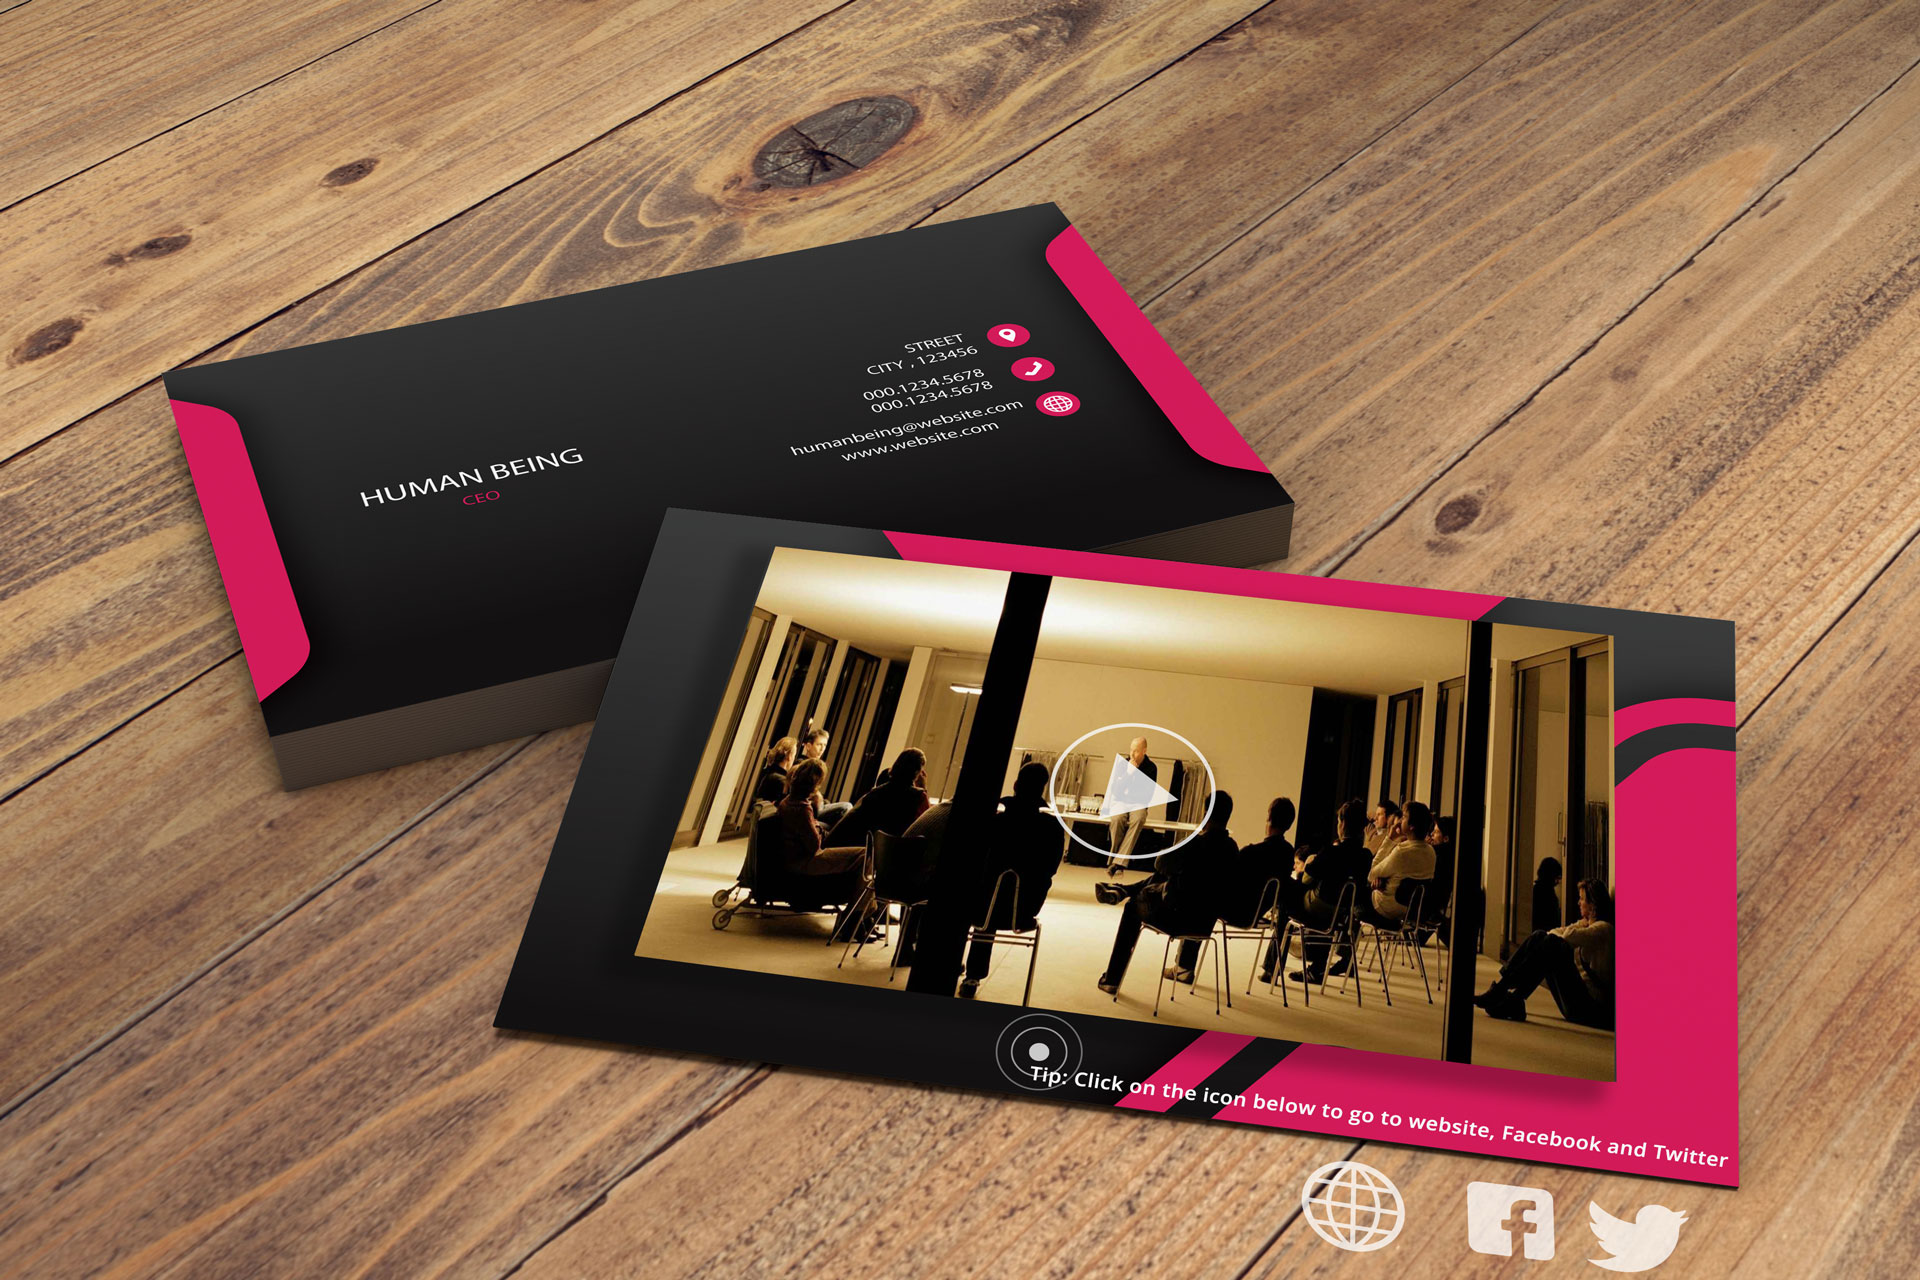 HUMAN BEING
CEO
STREET
CITY , 123456
000.1234.5678
000.1234.5678
humanbeing@website.com
www.website.com
Tip: Click on the icon below to go to website, Facebook and Twitter